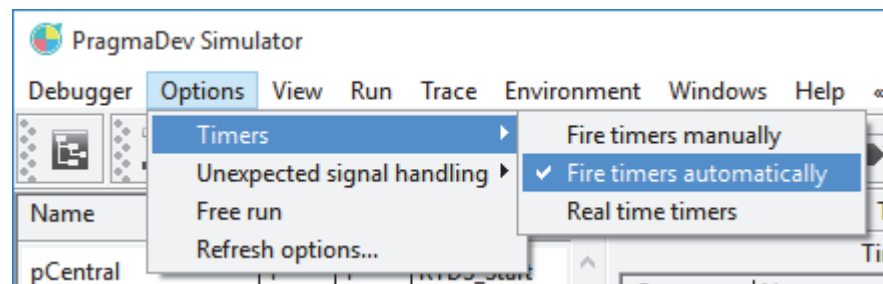 PragmaDev Simulator
Debugger Options View Run Trace Environment Windows Help «
Timers
Fire timers manually
Unexpected signal handling
Fire timers automatically
Name
Free run
Real time timers
Refresh options...
pCentral